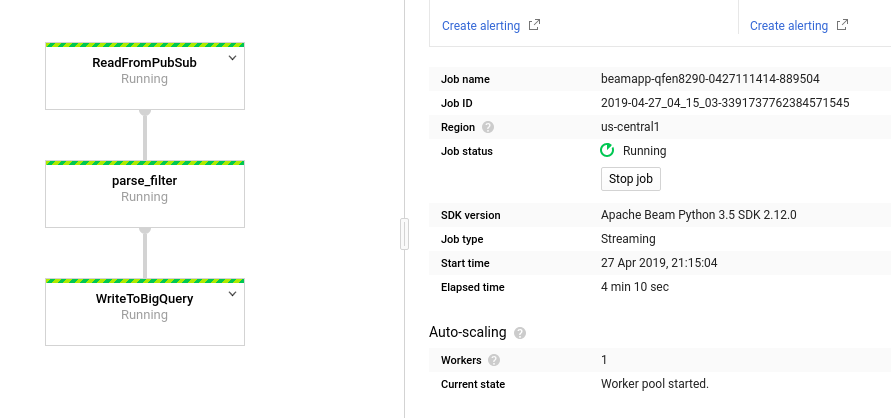 ReadFromPubSub
Running
parse_filter
Running
WriteToBigQuery
Running
Create alerting
Create alerting
Job name beamapp-qfen8290-0427111414-889504
Job ID 2019-04-27_04_15_03-3391737762384571545
Region ? us-central1
Job status Running
Stop job
SDK version Apache Beam Python 3.5 SDK 2.12.0
Job type Streaming
Start time 27 Apr 2019, 21:15:04
Elapsed time 4 min 10 sec
Auto-scaling ?
Workers ? 1
Current state Worker pool started.